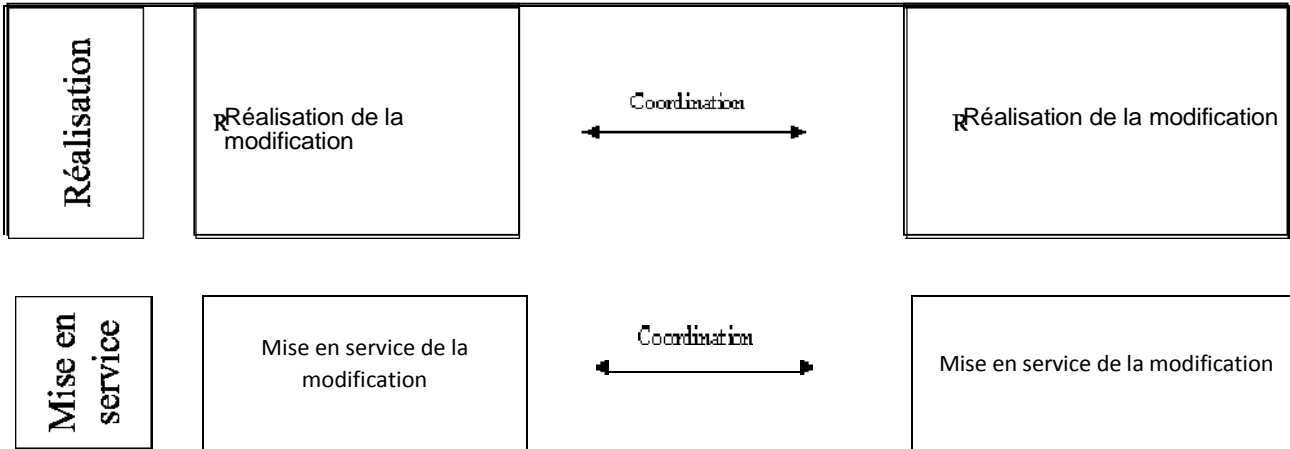 Réalisation
RRéalisation de la
modification
Coordination
RRéalisation de la modification
Mise en
service
Mise en service de la
modification
Coordination
Mise en service de la modification